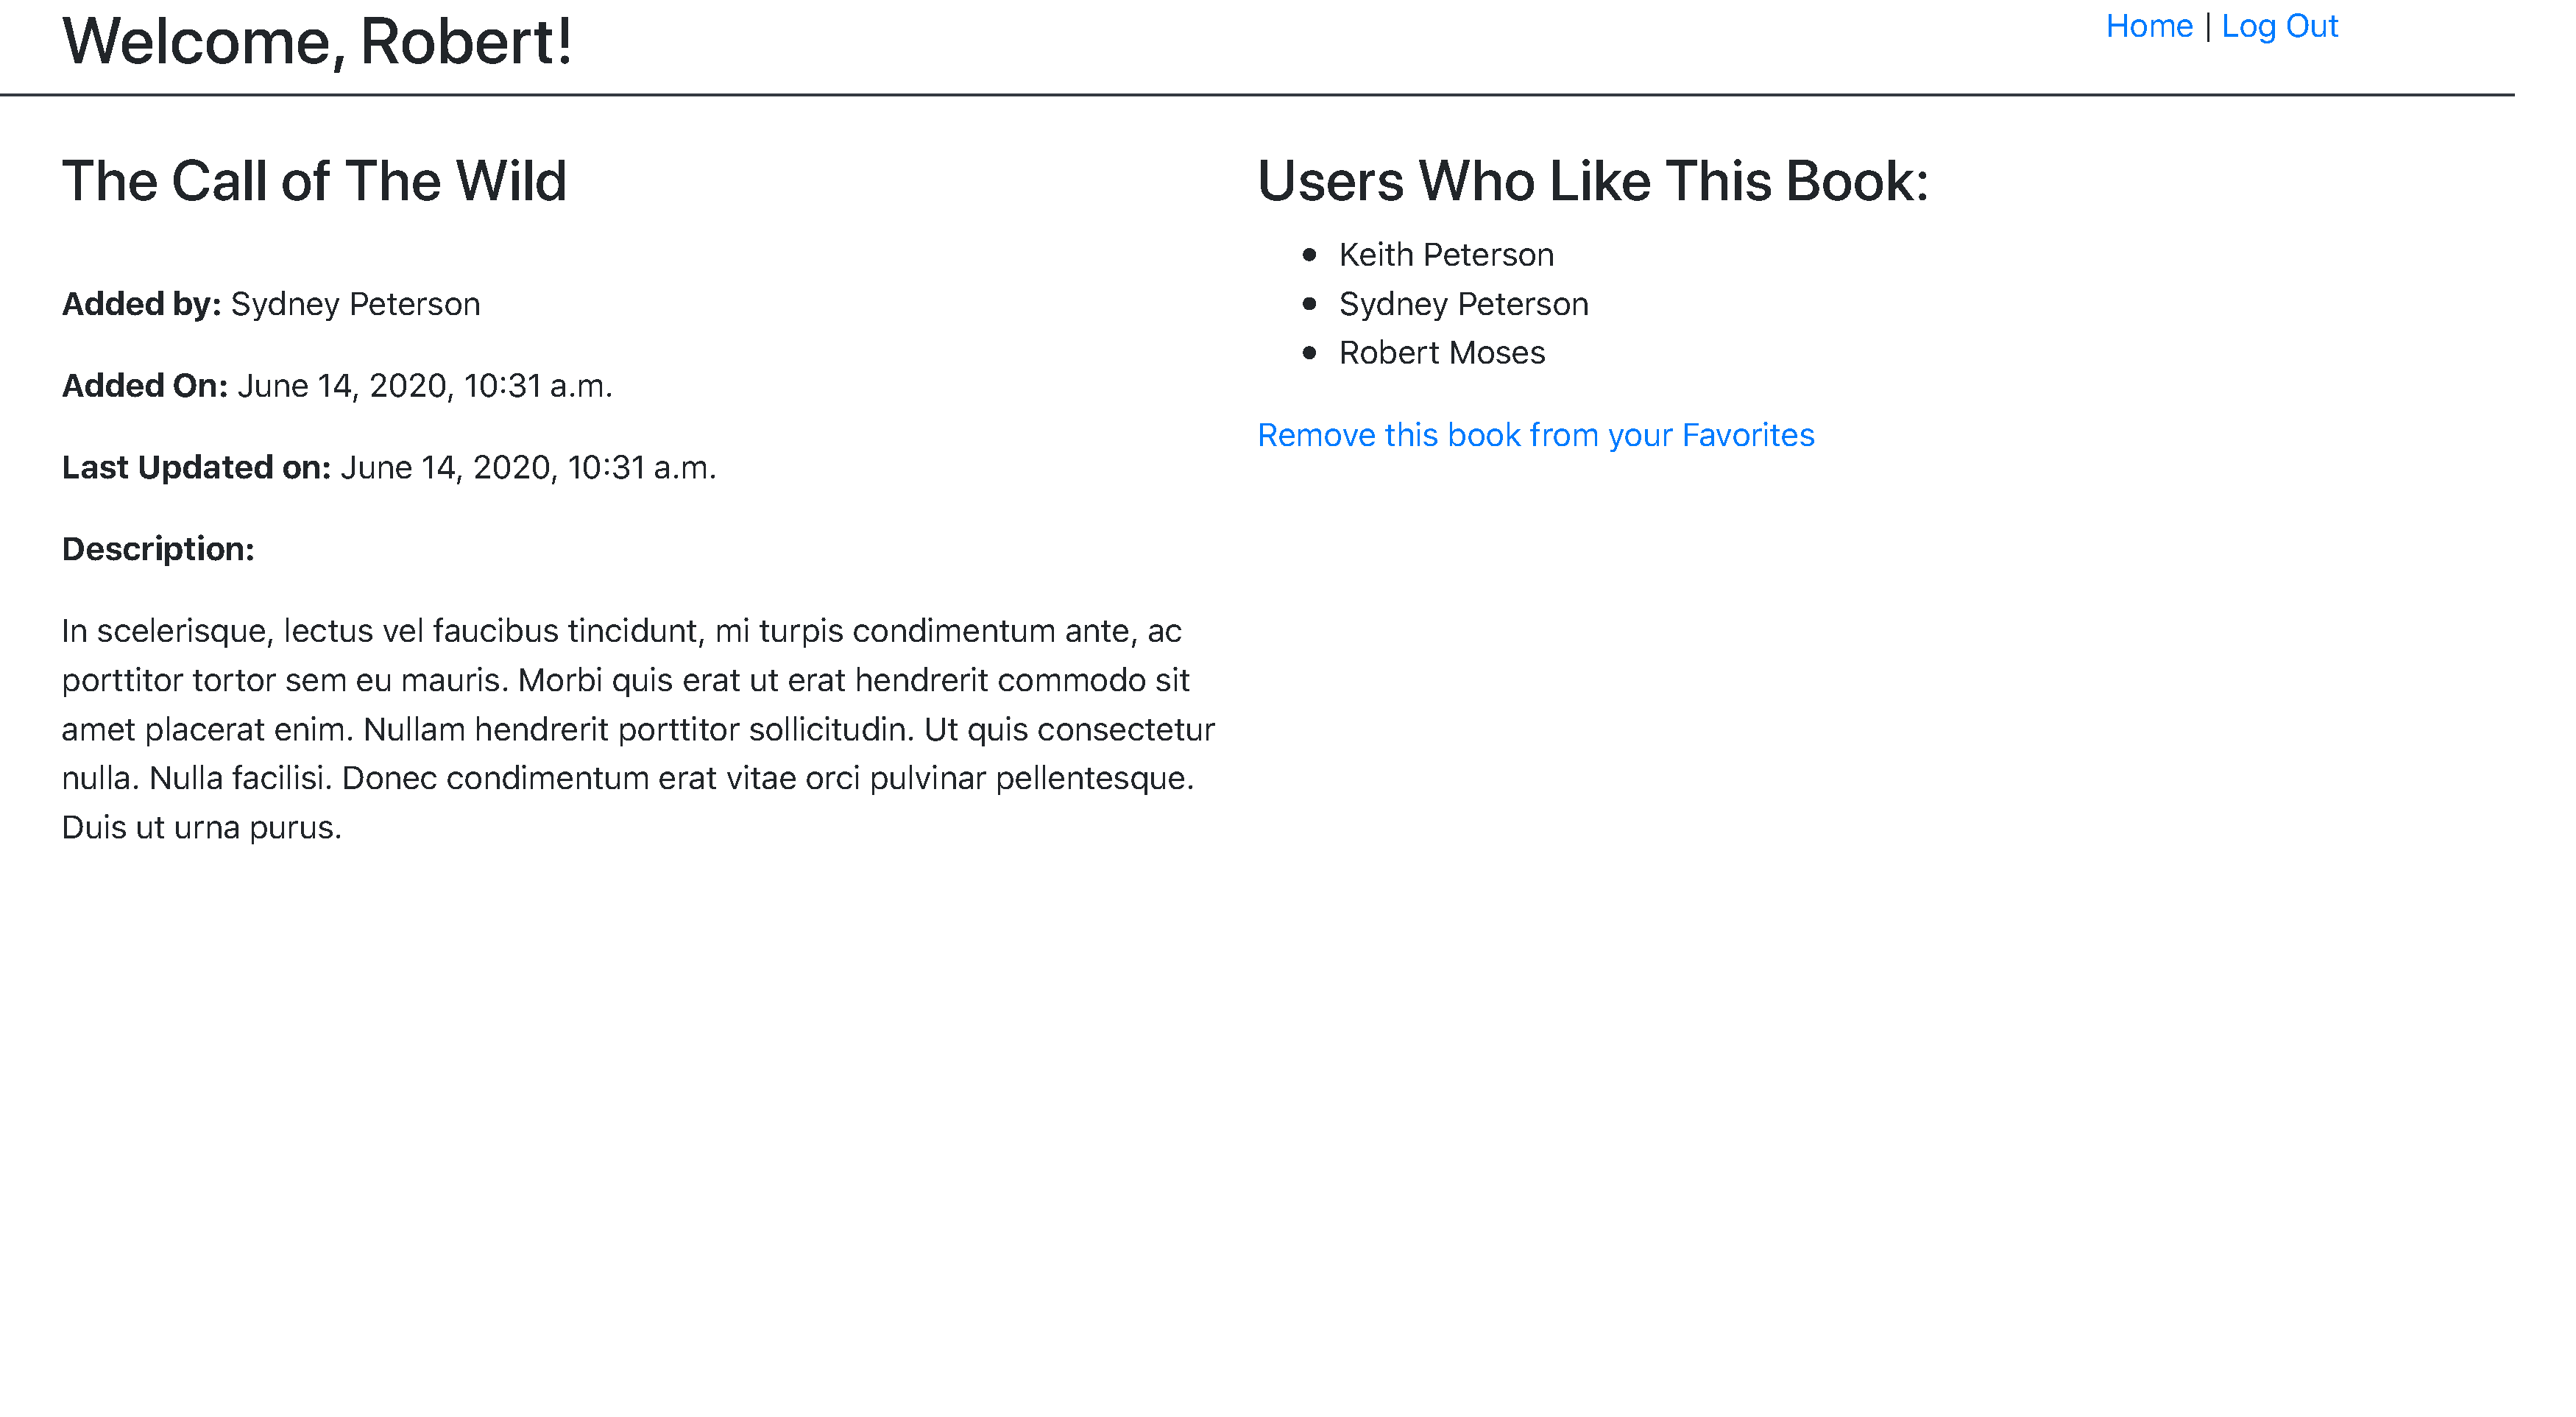 Welcome, Robert!
Home | Log Out
The Call of The Wild
Added by: Sydney Peterson
Added On: June 14, 2020, 10:31 a.m.
Last Updated on: June 14, 2020, 10:31 a.m.
Description:
In scelerisque, lectus vel faucibus tincidunt, mi turpis condimentum ante, ac
porttitor tortor sem eu mauris. Morbi quis erat ut erat hendrerit commodo sit
amet placerat enim. Nullam hendrerit porttitor sollicitudin. Ut quis consectetur
nulla. Nulla facilisi. Donec condimentum erat vitae orci pulvinar pellentesque.
Duis ut urna purus.
Users Who Like This Book:
• Keith Peterson
• Sydney Peterson
• Robert Moses
Remove this book from your Favorites